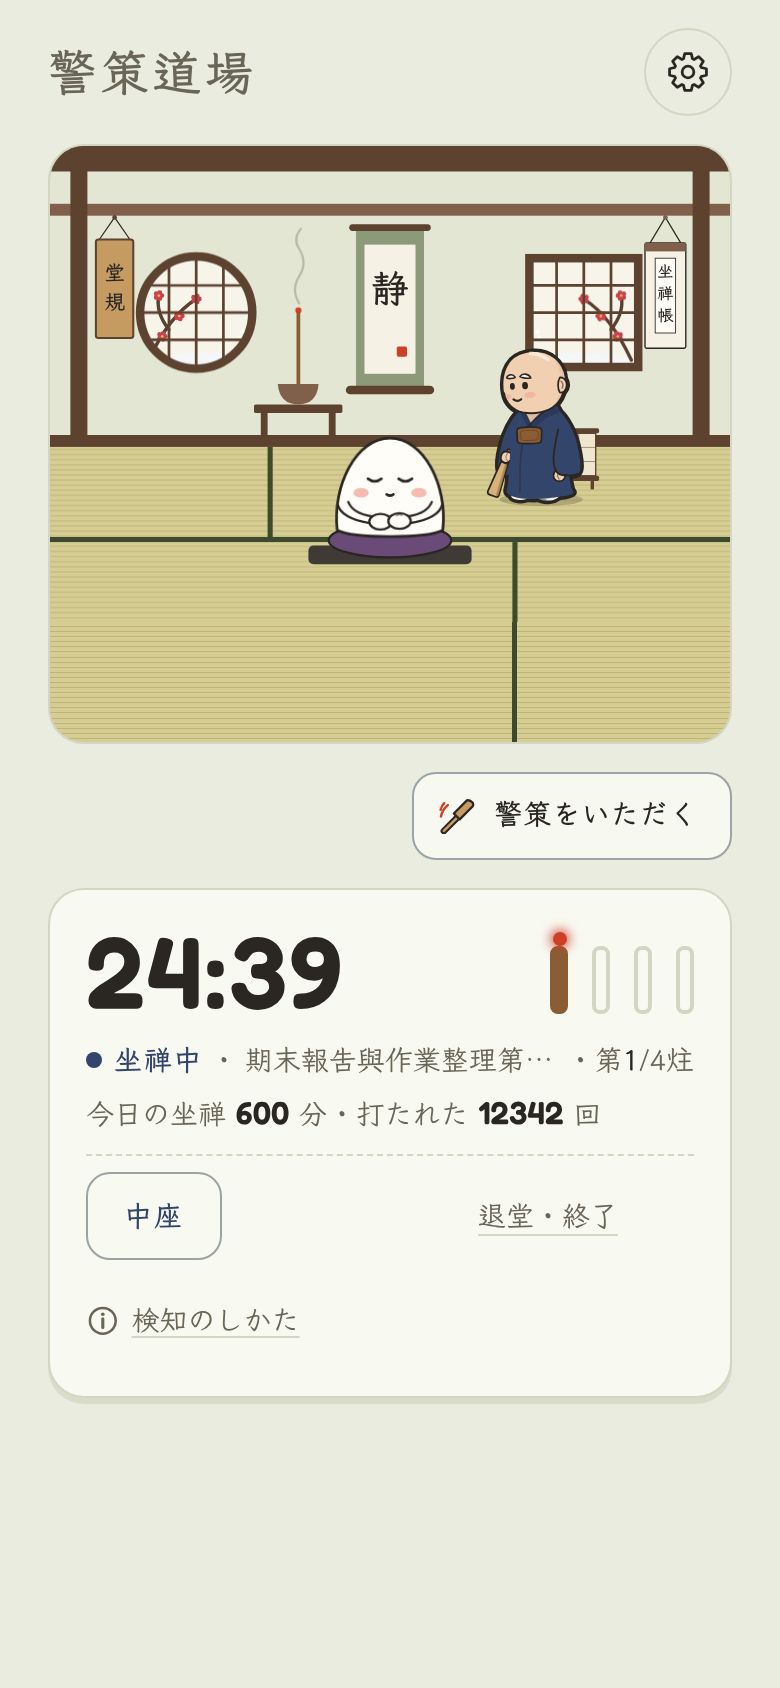 警策道場
堂規
静
坐禅帳
警策をいただく
24:39
坐禅中・期末報告與作業整理第…・第1/4炷
今日の坐禅 600 分・打たれた 12342 回
中座
退堂・終了
検知のしかた